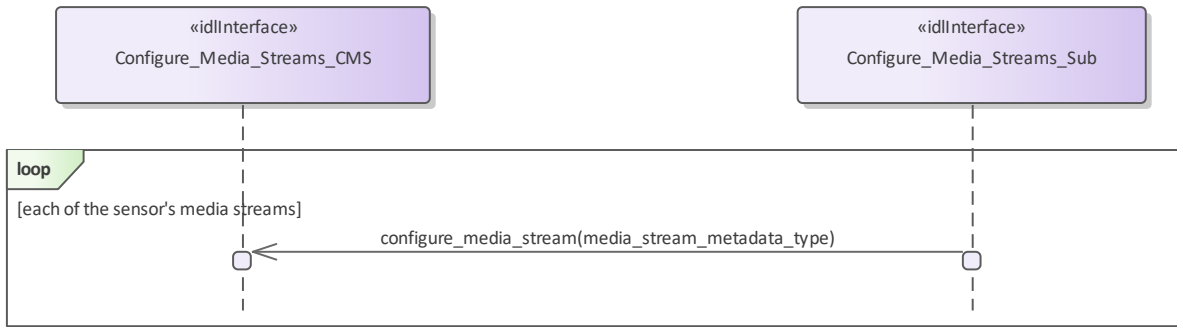 «idlInterface»
Configure_Media_Streams_CMS
«idlInterface»
Configure_Media_Streams_Sub
loop
[each of the sensor's media streams]
configure_media_stream(media_stream_metadata_type)